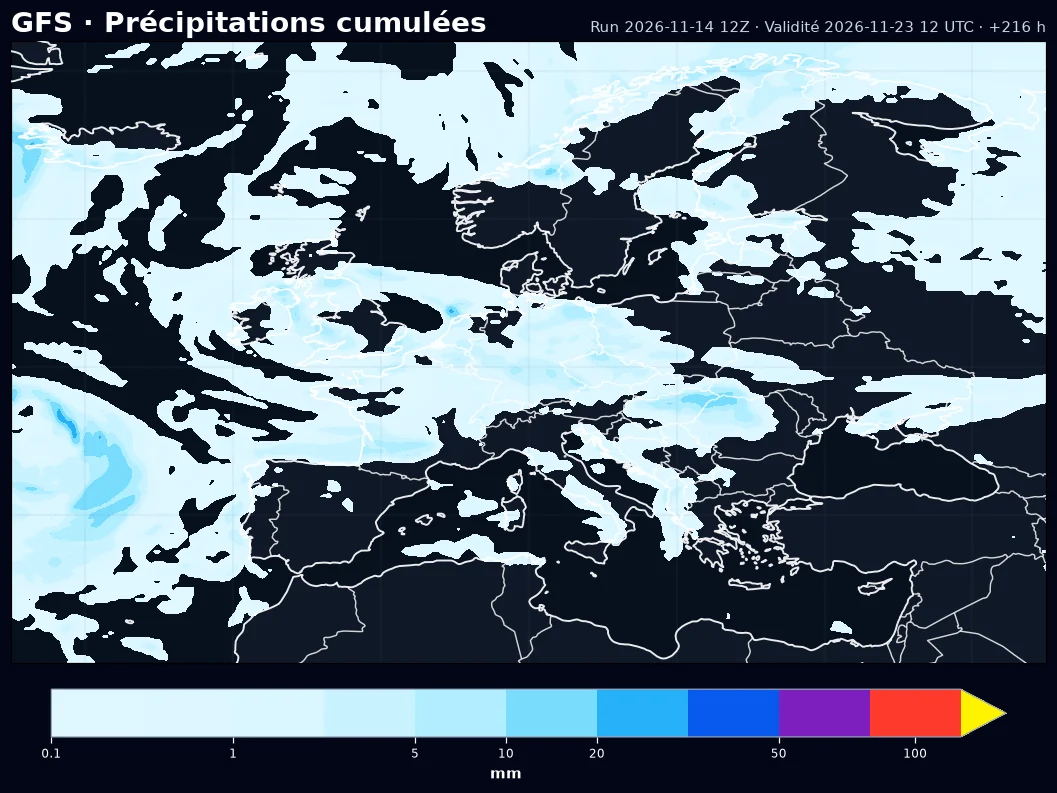 GFS · Précipitations cumulées
Run 2026-11-14 12Z · Validité 2026-11-23 12 UTC · +216 h
0.1 1 5 10 20 50 100
mm